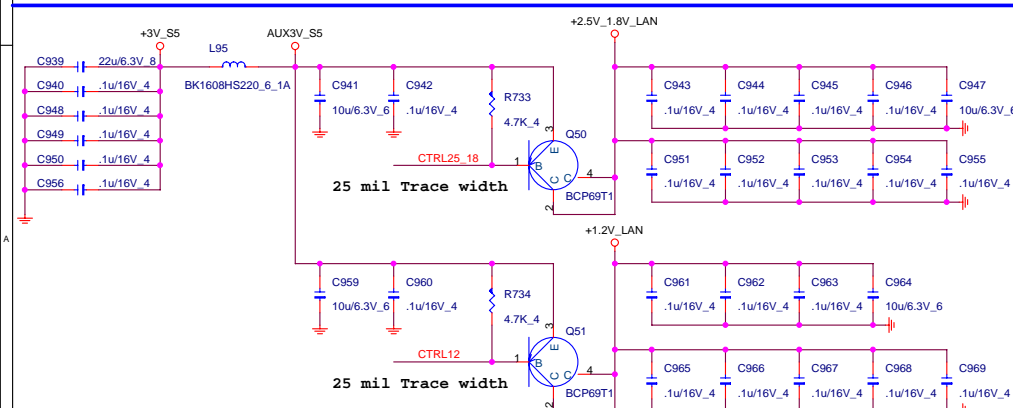 +2.5V_1.8V_LAN
+3V_S5
AUX3V_S5
L95
BK1608HS220_6_1A
C939 22u/6.3V_8
C940 .1u/16V_4
C948 .1u/16V_4
C949 .1u/16V_4
C950 .1u/16V_4
C956 .1u/16V_4
C941
10u/6.3V_6
C942
.1u/16V_4
R733
4.7K_4
C943
.1u/16V_4
C944
.1u/16V_4
C945
.1u/16V_4
C946
.1u/16V_4
C947
10u/6.3V_6
3
Q50
E
CTRL25_18
1
B
C
C
4
2
BCP69T1
25 mil Trace width
C951
.1u/16V_4
C952
.1u/16V_4
C953
.1u/16V_4
C954
.1u/16V_4
C955
.1u/16V_4
A
+1.2V_LAN
C959
10u/6.3V_6
C960
.1u/16V_4
R734
4.7K_4
C961
.1u/16V_4
C962
.1u/16V_4
C963
.1u/16V_4
C964
10u/6.3V_6
3
Q51
E
CTRL12
1
B
C
C
4
2
BCP69T1
25 mil Trace width
C965
.1u/16V_4
C966
.1u/16V_4
C967
.1u/16V_4
C968
.1u/16V_4
C969
.1u/16V_4